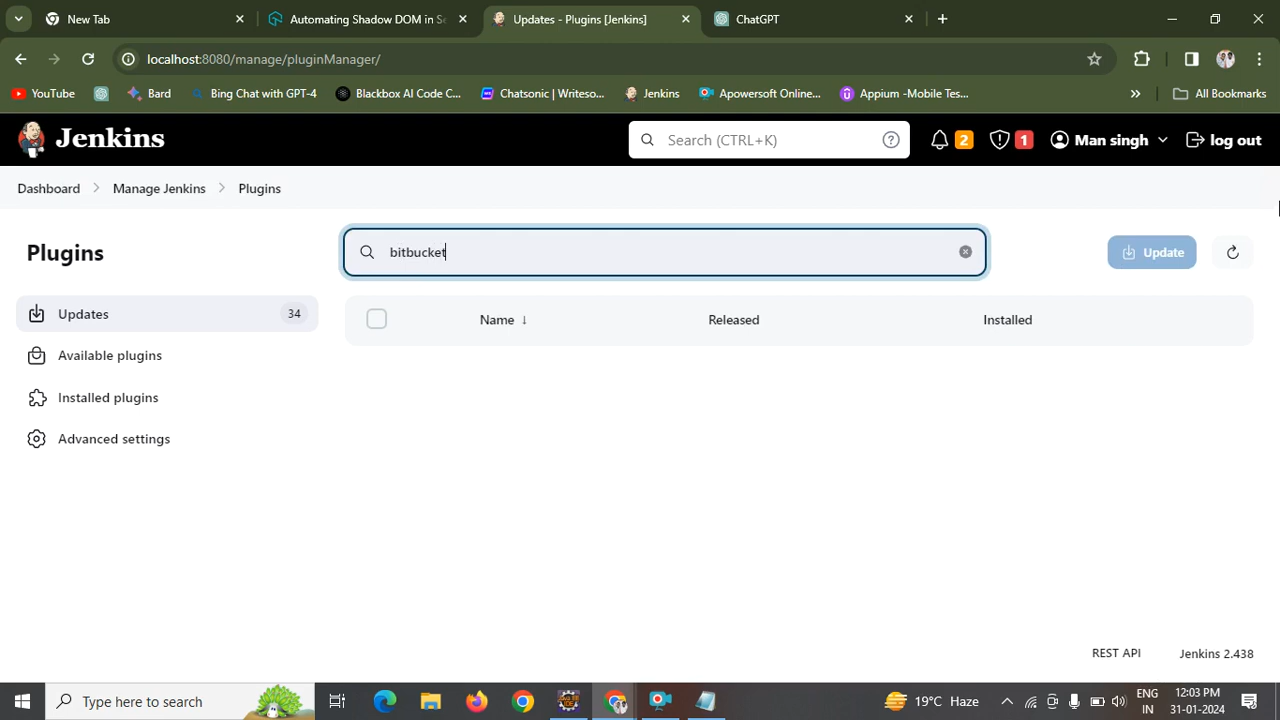 New Tab
Automating Shadow DOM in Se
Updates - Plugins [Jenkins]
ChatGPT
localhost:8080/manage/pluginManager/
YouTube
Bard
Bing Chat with GPT-4
Blackbox AI Code C...
Chatsonic | Writeso...
Jenkins
Apowersoft Online...
Appium -Mobile Tes...
All Bookmarks
Jenkins
Search (CTRL+K)
2
1
Man singh
log out
Dashboard
Manage Jenkins
Plugins
Plugins
bitbucket
Update
Updates
34
Name ↓
Released
Installed
Available plugins
Installed plugins
Advanced settings
REST API
Jenkins 2.438
Type here to search
19°C Haze
ENG
IN
12:03 PM
31-01-2024